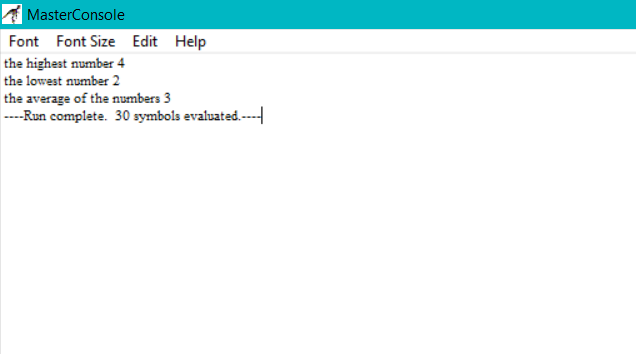 MasterConsole
Font Font Size Edit Help
the highest number 4
the lowest number 2
the average of the numbers 3
----Run complete.  30 symbols evaluated.----